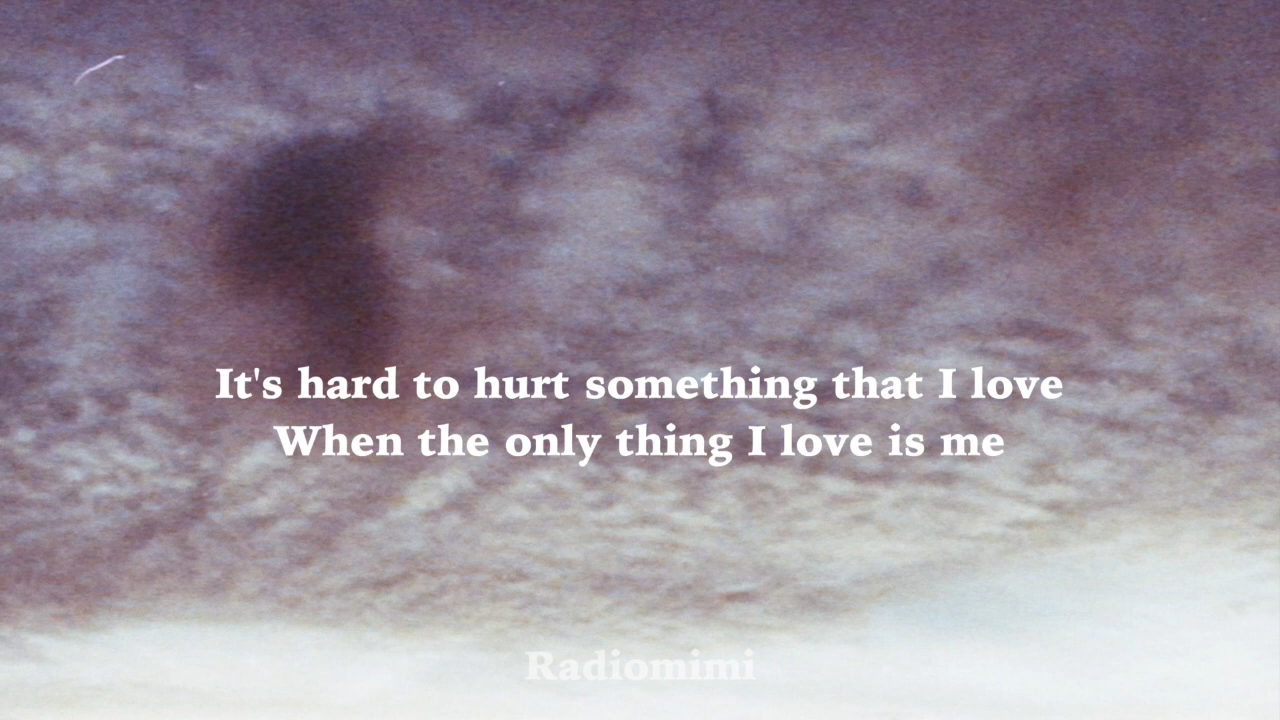 It's hard to hurt something that I love
When the only thing I love is me
Radiomimi